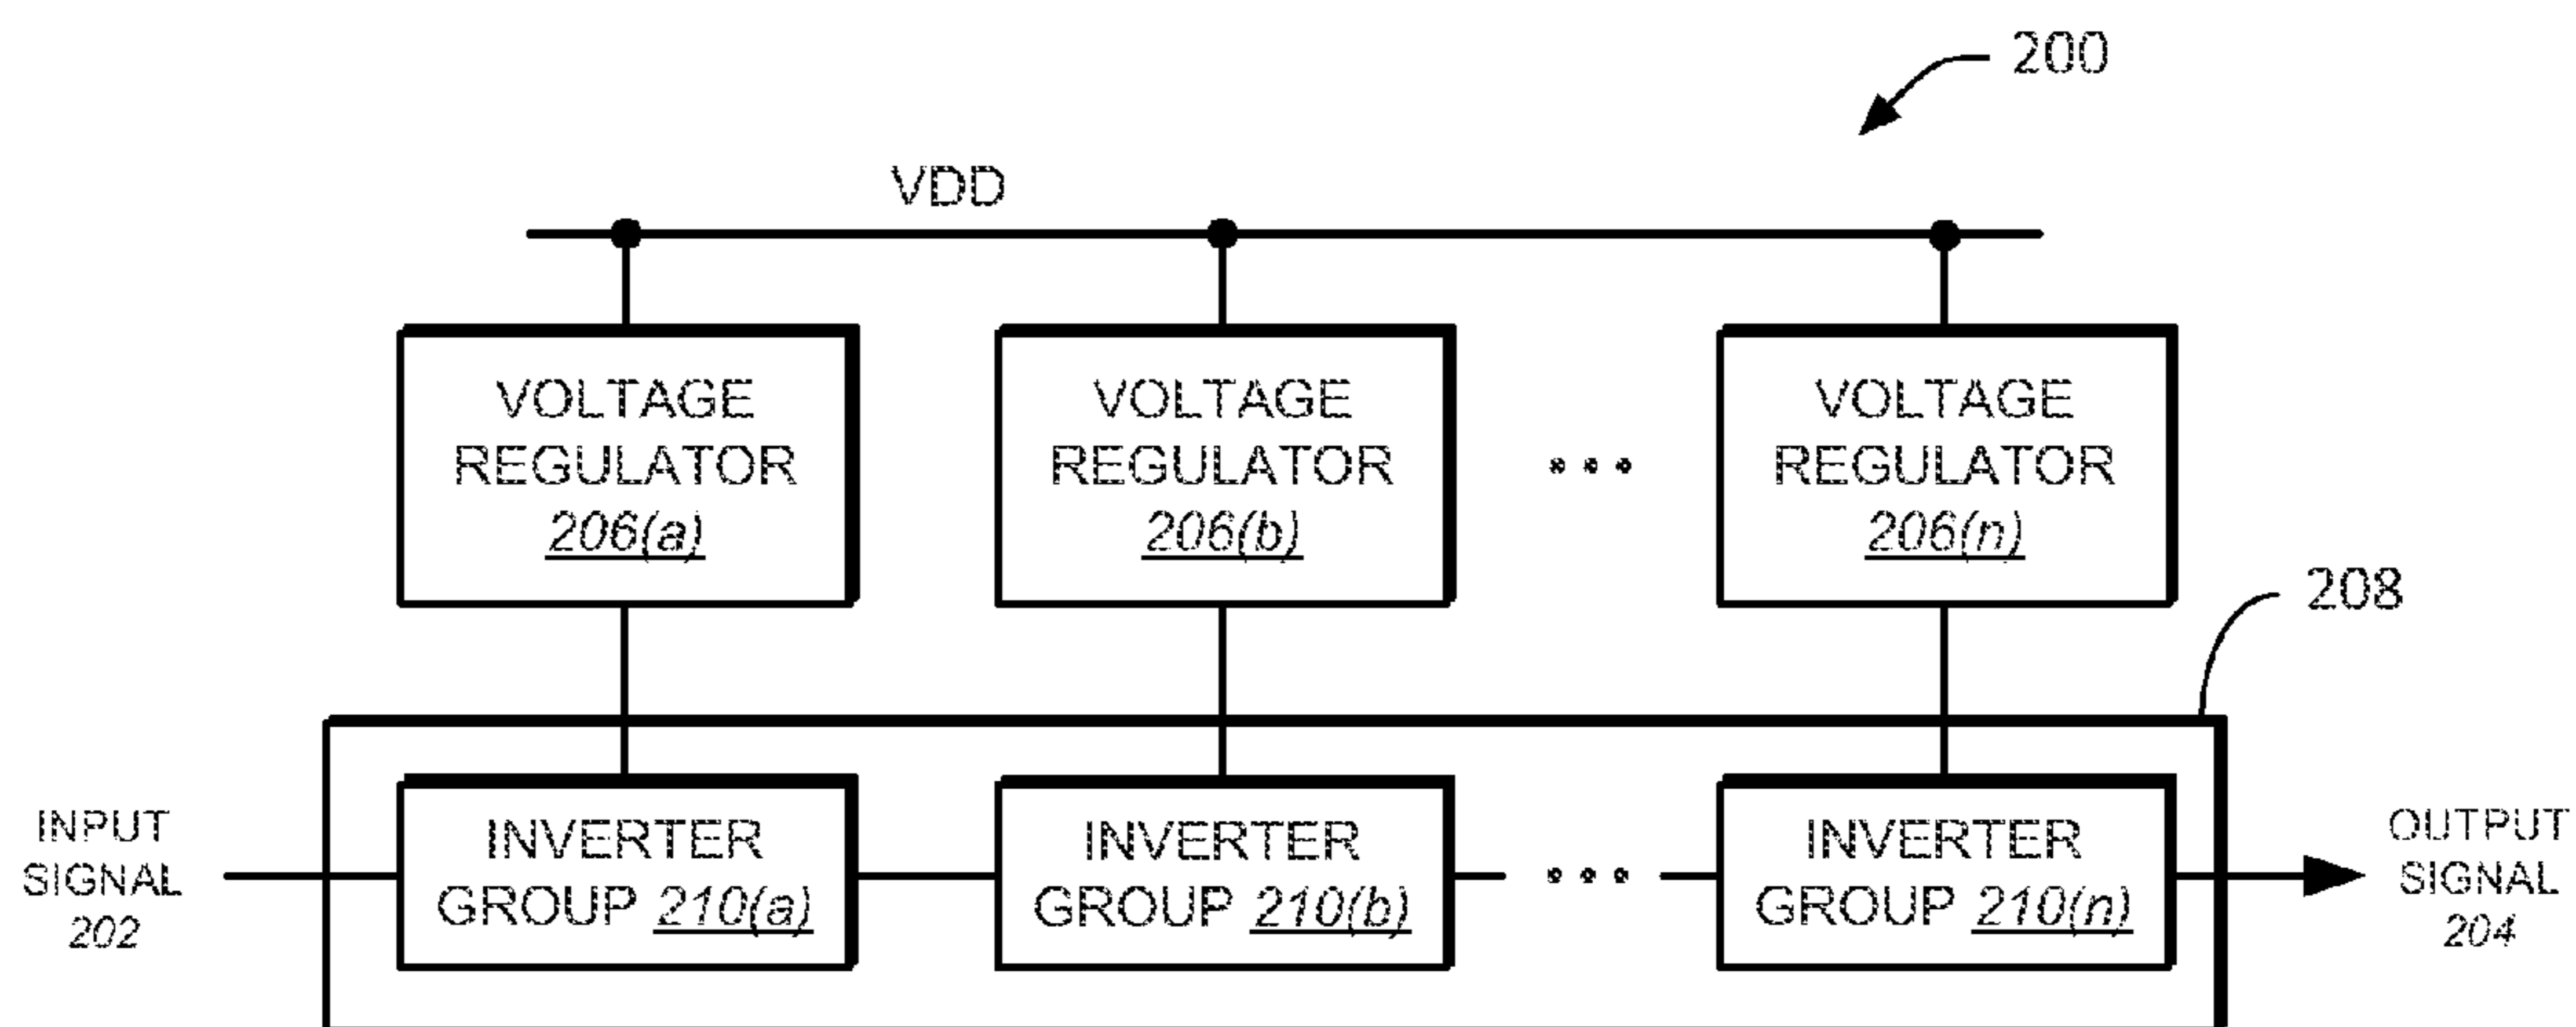 200
VDD
VOLTAGE
REGULATOR
206(a)
VOLTAGE
REGULATOR
206(b)
VOLTAGE
REGULATOR
206(n)
208
INPUT
SIGNAL
202
INVERTER
GROUP 210(a)
INVERTER
GROUP 210(b)
INVERTER
GROUP 210(n)
OUTPUT
SIGNAL
204